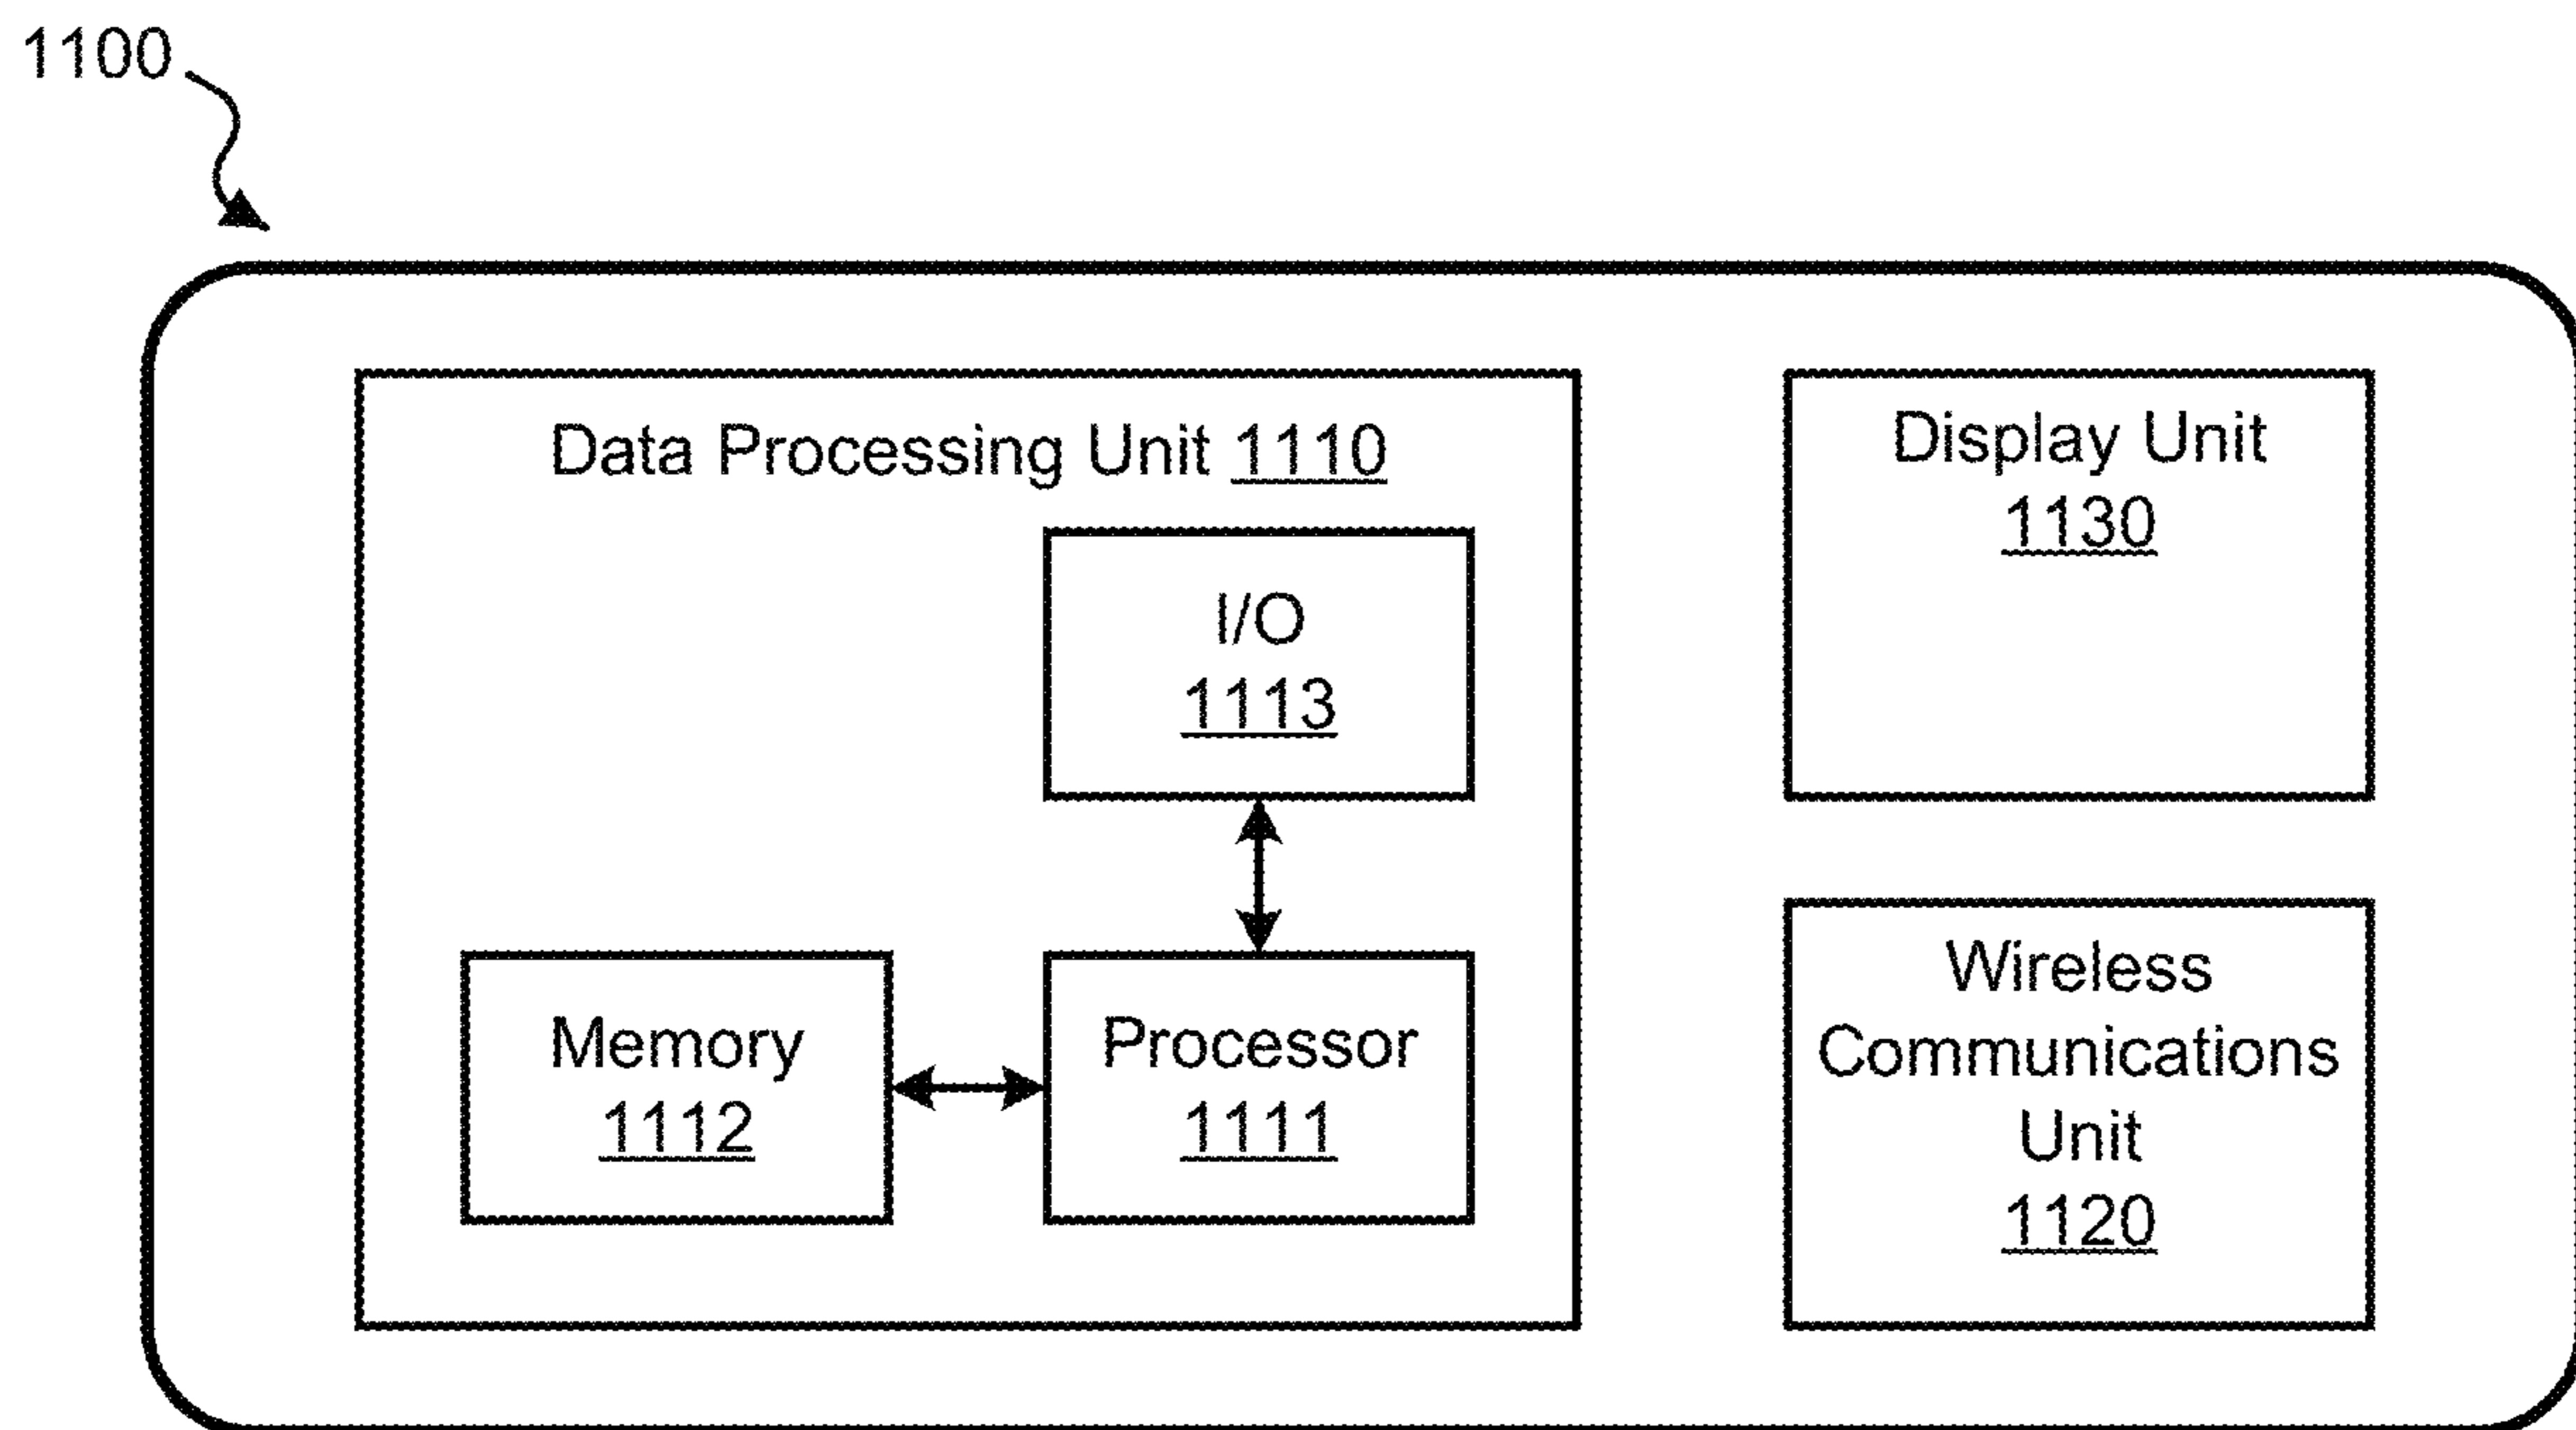 1100
Data Processing Unit 1110
I/O
1113
Memory
1112
Processor
1111
Display Unit
1130
Wireless
Communications
Unit
1120